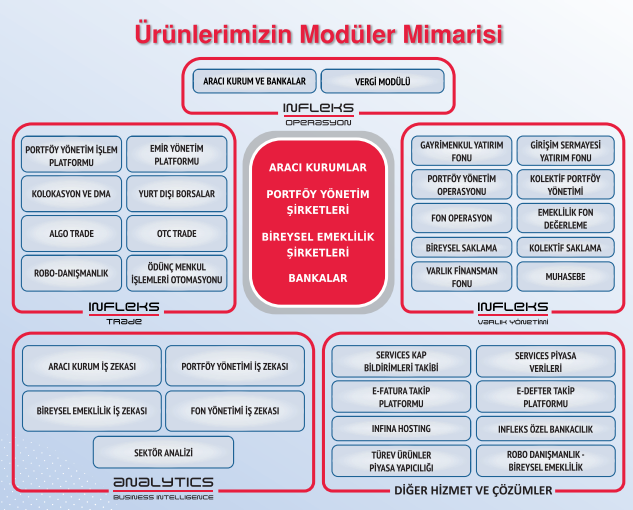 Ürünlerimizin Modüler Mimarisi
ARACI KURUM VE BANKALAR
VERGİ MODÜLÜ
INFLEKS
OPERASYON
PORTFÖY YÖNETİM İŞLEM
PLATFORMU
EMİR YÖNETİM
PLATFORMU
KOLOKASYON VE DMA
YURT DIŞI BORSALAR
ALGO TRADE
OTC TRADE
ROBO-DANIŞMANLIK
ÖDÜNÇ MENKUL
İŞLEMLERİ OTOMASYONU
INFLEKS
TRADE
ARACI KURUMLAR
PORTFÖY YÖNETİM
ŞİRKETLERİ
BİREYSEL EMEKLİLİK
ŞİRKETLERİ
BANKALAR
GAYRİMENKUL YATIRIM
FONU
GİRİŞİM SERMAYESİ
YATIRIM FONU
PORTFÖY YÖNETİM
OPERASYONU
KOLEKTİF PORTFÖY
YÖNETİMİ
FON OPERASYON
EMEKLİLİK FON
DEĞERLEME
BİREYSEL SAKLAMA
KOLEKTİF SAKLAMA
VARLIK FİNANSMAN
FONU
MUHASEBE
INFLEKS
VARLIK YÖNETİMİ
ARACI KURUM İŞ ZEKASI
PORTFÖY YÖNETİMİ İŞ ZEKASI
BİREYSEL EMEKLİLİK İŞ ZEKASI
FON YÖNETİMİ İŞ ZEKASI
SEKTÖR ANALİZİ
ANALYTICS
BUSINESS INTELLIGENCE
SERVICES KAP
BİLDİRİMLERİ TAKİBİ
SERVICES PİYASA
VERİLERİ
E-FATURA TAKİP
PLATFORMU
E-DEFTER TAKİP
PLATFORMU
INFINA HOSTING
INFLEKS ÖZEL BANKACILIK
TÜREV ÜRÜNLER
PİYASA YAPICILIĞI
ROBO DANIŞMANLIK -
BİREYSEL EMEKLİLİK
DİĞER HİZMET VE ÇÖZÜMLER